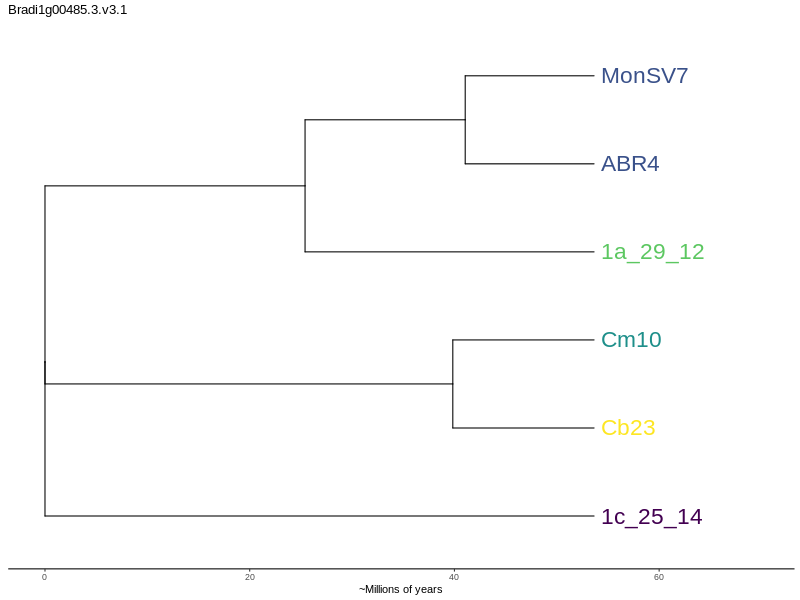 Bradi1g00485.3.v3.1
MonSV7
ABR4
1a_29_12
Cm10
Cb23
1c_25_14
0 20 40 60
~Millions of years